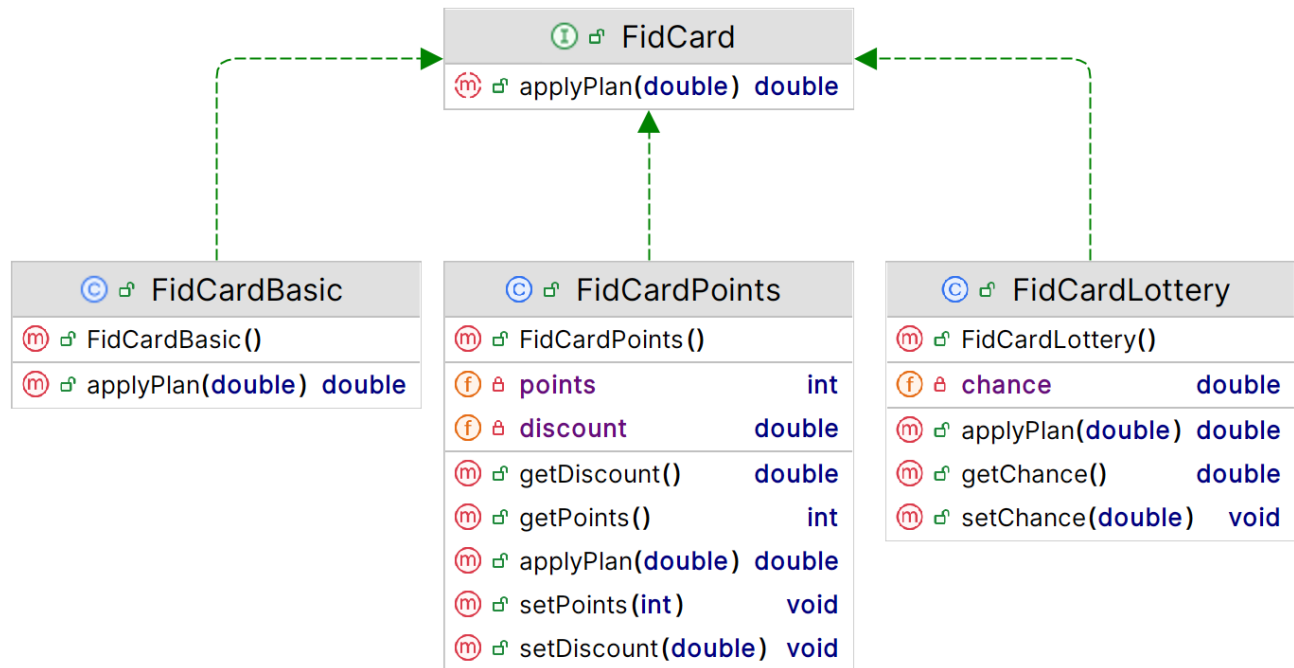 FidCard
applyPlan(double) double
FidCardBasic
FidCardBasic()
applyPlan(double) double
FidCardPoints
FidCardPoints()
points int
discount double
getDiscount() double
getPoints() int
applyPlan(double) double
setPoints(int) void
setDiscount(double) void
FidCardLottery
FidCardLottery()
chance double
applyPlan(double) double
getChance() double
setChance(double) void